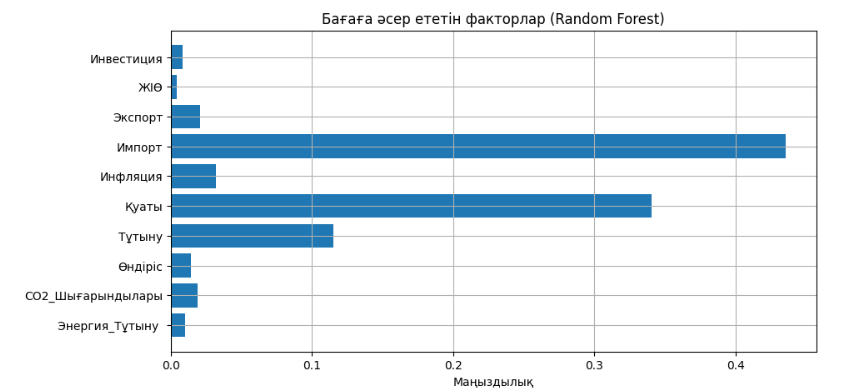 Бағаға әсер ететін факторлар (Random Forest)
Инвестиция
ЖІӨ
Экспорт
Импорт
Инфляция
Қуаты
Тұтыну
Өндіріс
CO2_Шығарындылары
Энергия_Тұтыну
0.0 0.1 0.2 0.3 0.4
Маңыздылық